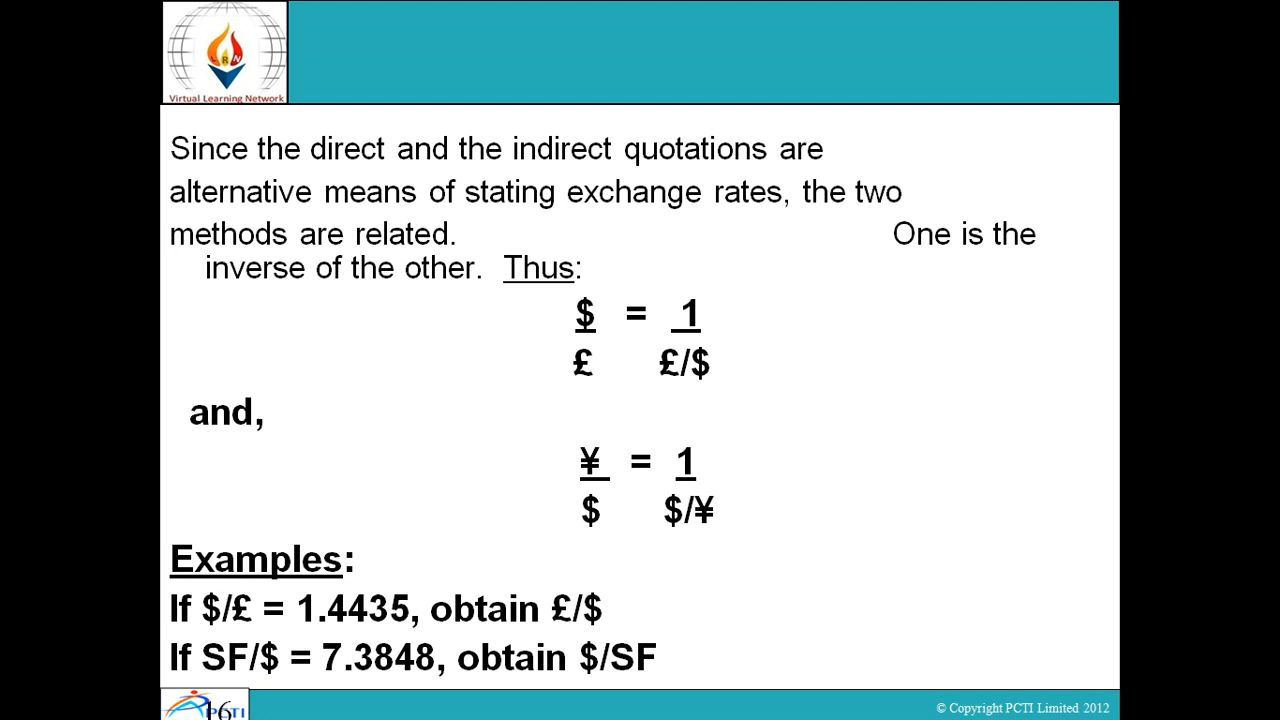 Virtual Learning Network
Since the direct and the indirect quotations are
alternative means of stating exchange rates, the two
methods are related. One is the
inverse of the other. Thus:
$ = 1
£ £/$
and,
¥ = 1
$ $/¥
Examples:
If $/£ = 1.4435, obtain £/$
If SF/$ = 7.3848, obtain $/SF
16
© Copyright PCTI Limited 2012